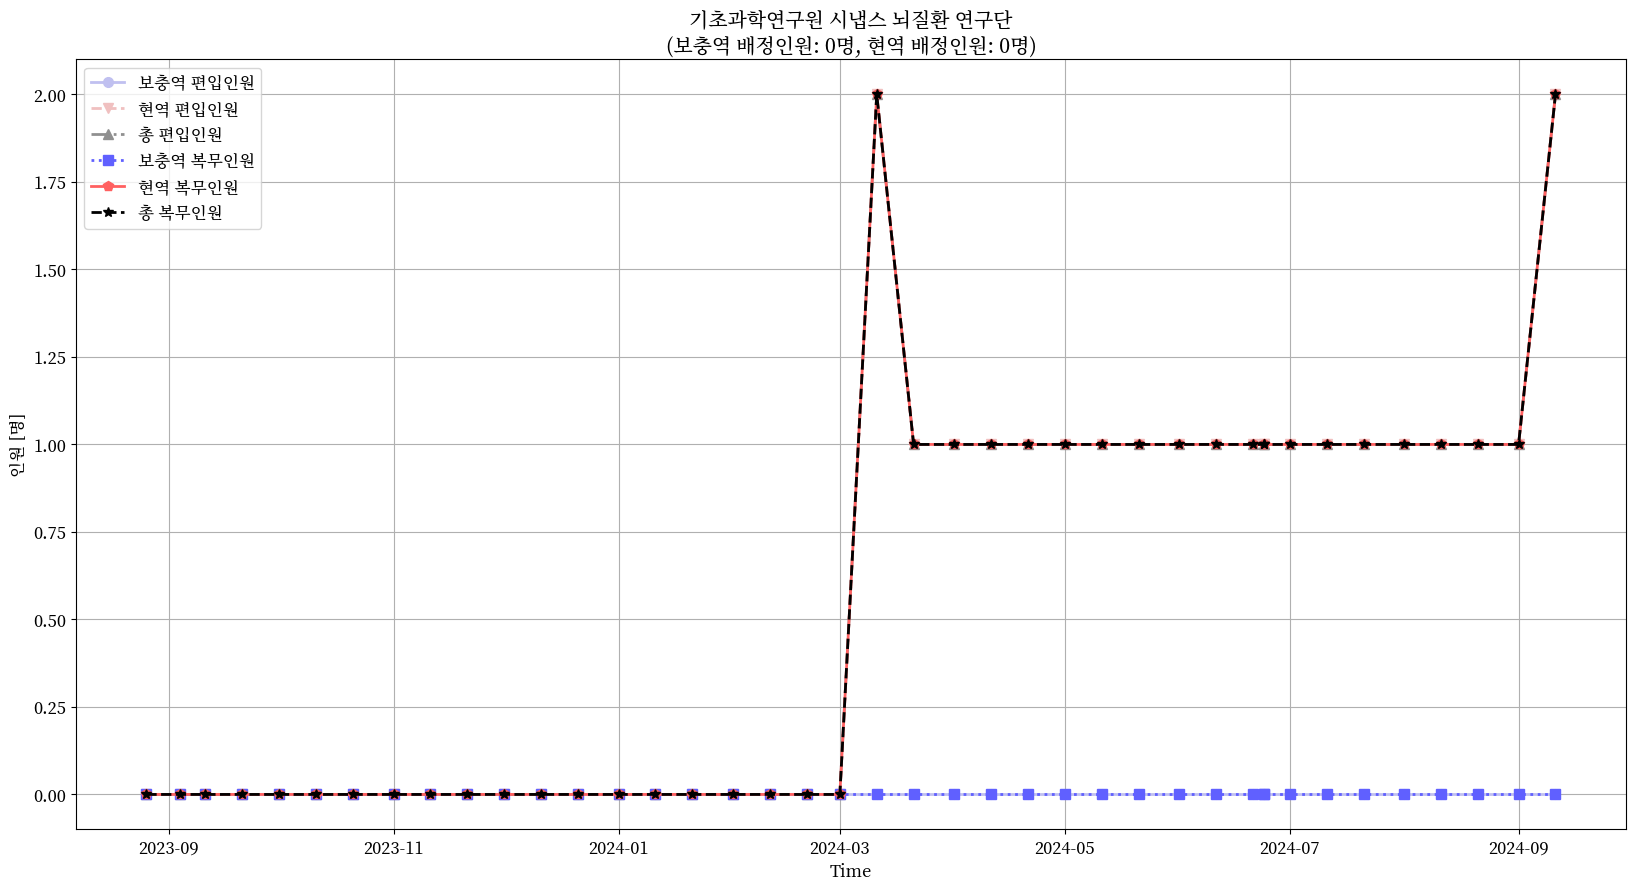 기초과학연구원 시냅스 뇌질환 연구단
(보충역 배정인원: 0명, 현역 배정인원: 0명)
보충역 편입인원
현역 편입인원
총 편입인원
보충역 복무인원
현역 복무인원
총 복무인원
인원 [명]
2.00
1.75
1.50
1.25
1.00
0.75
0.50
0.25
0.00
2023-09
2023-11
2024-01
2024-03
2024-05
2024-07
2024-09
Time